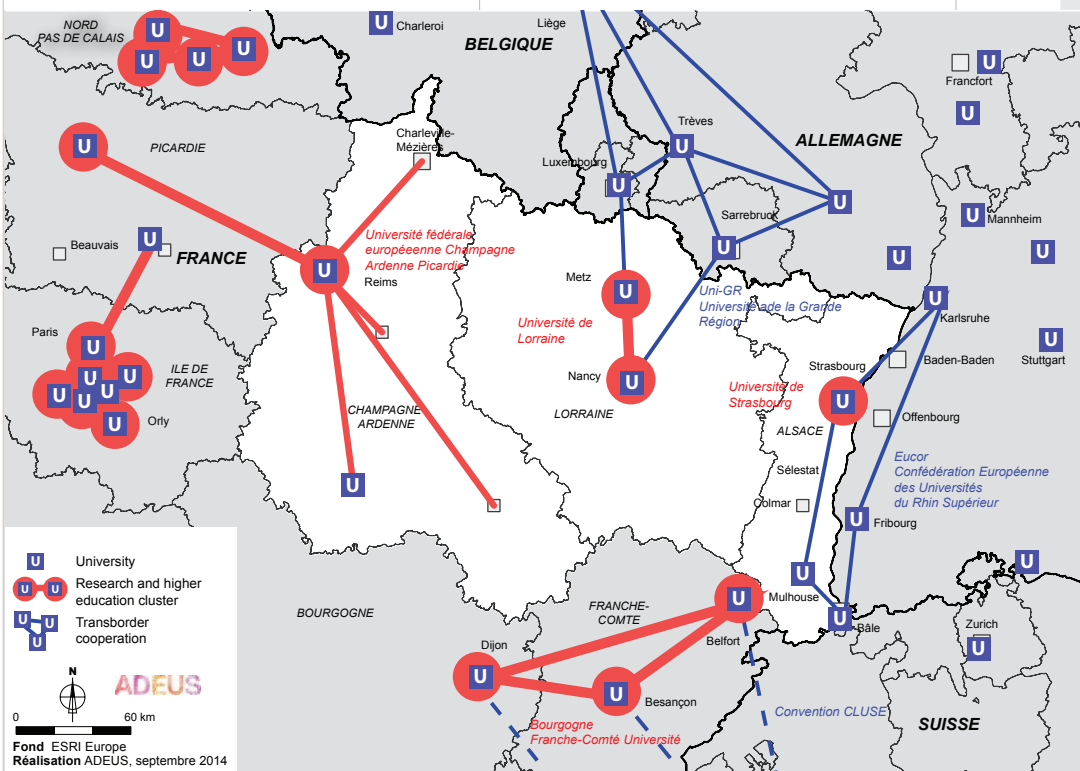 NORD
PAS DE CALAIS
U
U
U
U
U
Charleroi
Liège
BELGIQUE
U
Francfort
U
PICARDIE
U
Charleville-
Mézières
Trèves
U
ALLEMAGNE
Luxembourg
U
U
Sarrebruck
U
U
Mannheim
U
U
Beauvais
U
FRANCE
Université fédérale
européeenne Champagne
Ardenne Picardie
U
Reims
Metz
U
Uni-GR
Université ade la Grande
Région
U
Karlsruhe
Université de
Lorraine
Paris
U
U
U
U
U
U
U
Orly
ILE DE
FRANCE
Nancy
U
LORRAINE
Strasbourg
U
Université de
Strasbourg
Baden-Baden
U
Stuttgart
Offenbourg
CHAMPAGNE
ARDENNE
ALSACE
U
Sélestat
Colmar
Eucor
Confédération Européenne
des Universités
du Rhin Supérieur
U
Fribourg
U
Mulhouse
U
Bâle
U
Zurich
U
BOURGOGNE
FRANCHE-
COMTE
U
Belfort
Dijon
U
U
Besançon
Bourgogne
Franche-Comté Université
Convention CLUSE
SUISSE
U
University
U U
Research and higher
education cluster
U U
U
Transborder
cooperation
N
ADEUS
0 60 km
Fond ESRI Europe
Réalisation ADEUS, septembre 2014